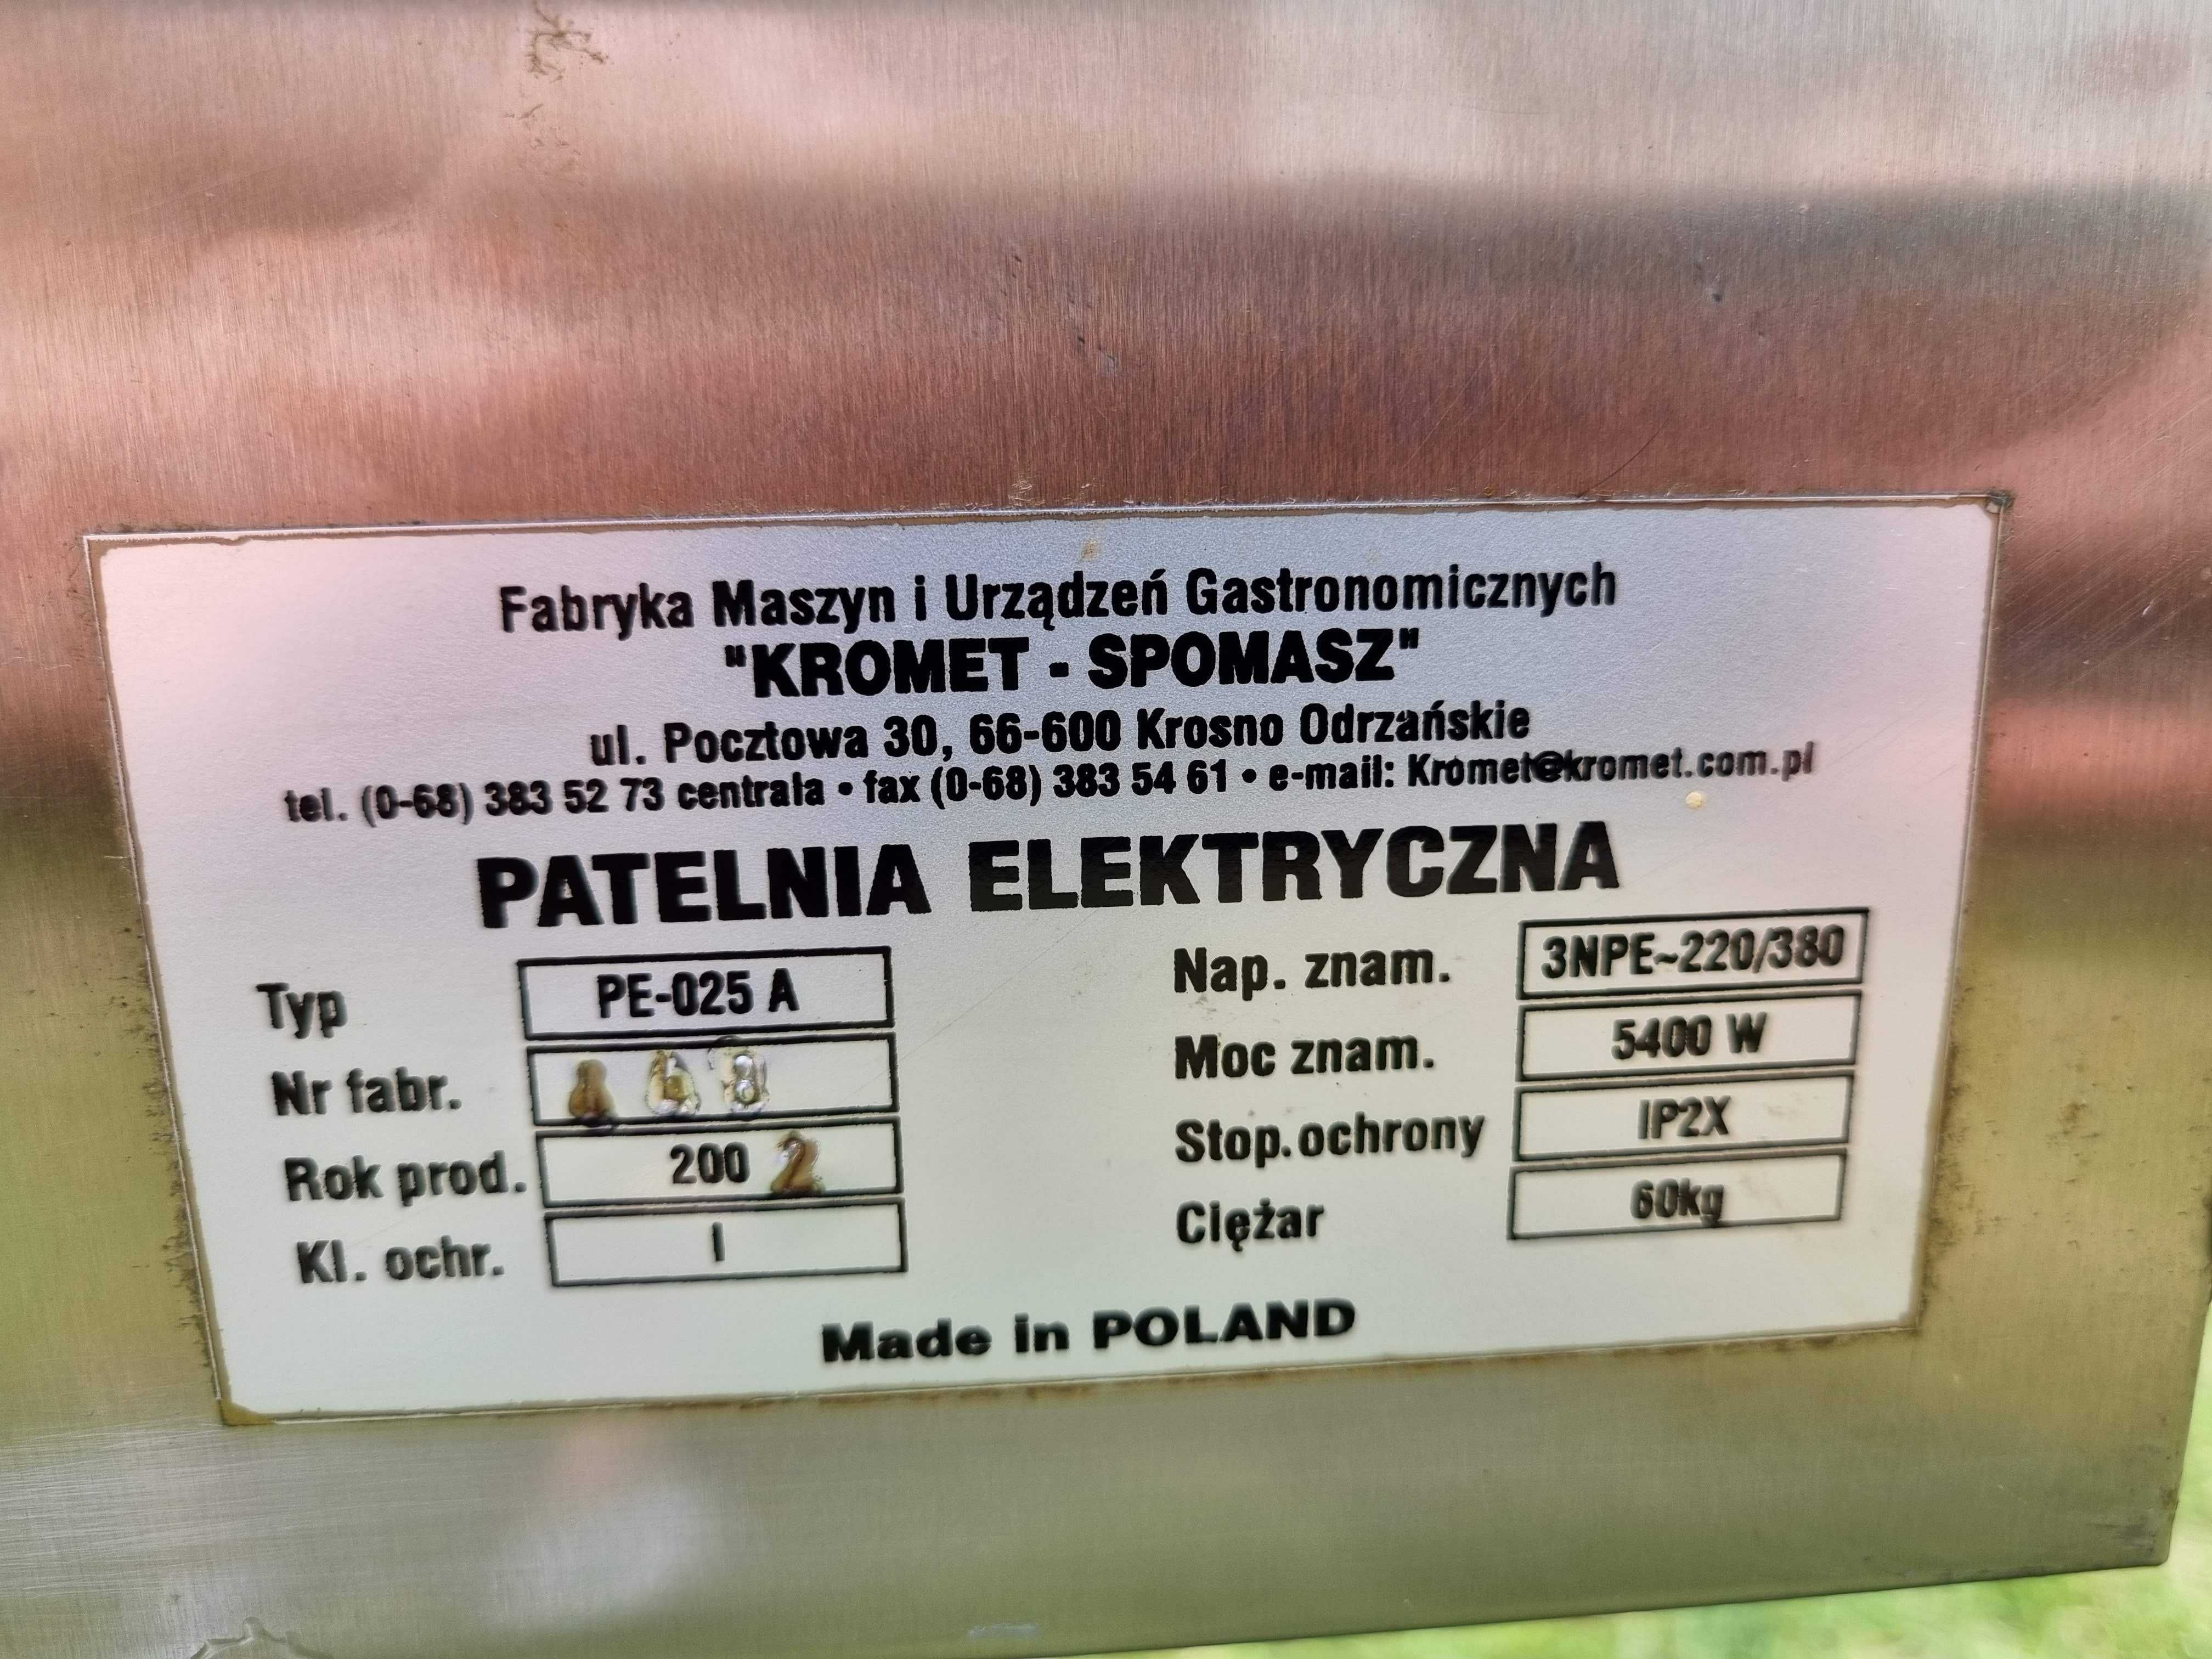 Fabryka Maszyn i Urządzeń Gastronomicznych
"KROMET - SPOMASZ"
ul. Pocztowa 30, 66-600 Krosno Odrzańskie
tel. (0-68) 383 52 73 centrala • fax (0-68) 383 54 61 • e-mail: Kromet@kromet.com.pl
PATELNIA ELEKTRYCZNA
Typ PE-025 A
Nr fabr.
Rok prod. 200 2
Kl. ochr. I
Nap. znam. 3NPE~220/380
Moc znam. 5400 W
Stop. ochrony IP2X
Ciężar 60kg
Made in POLAND